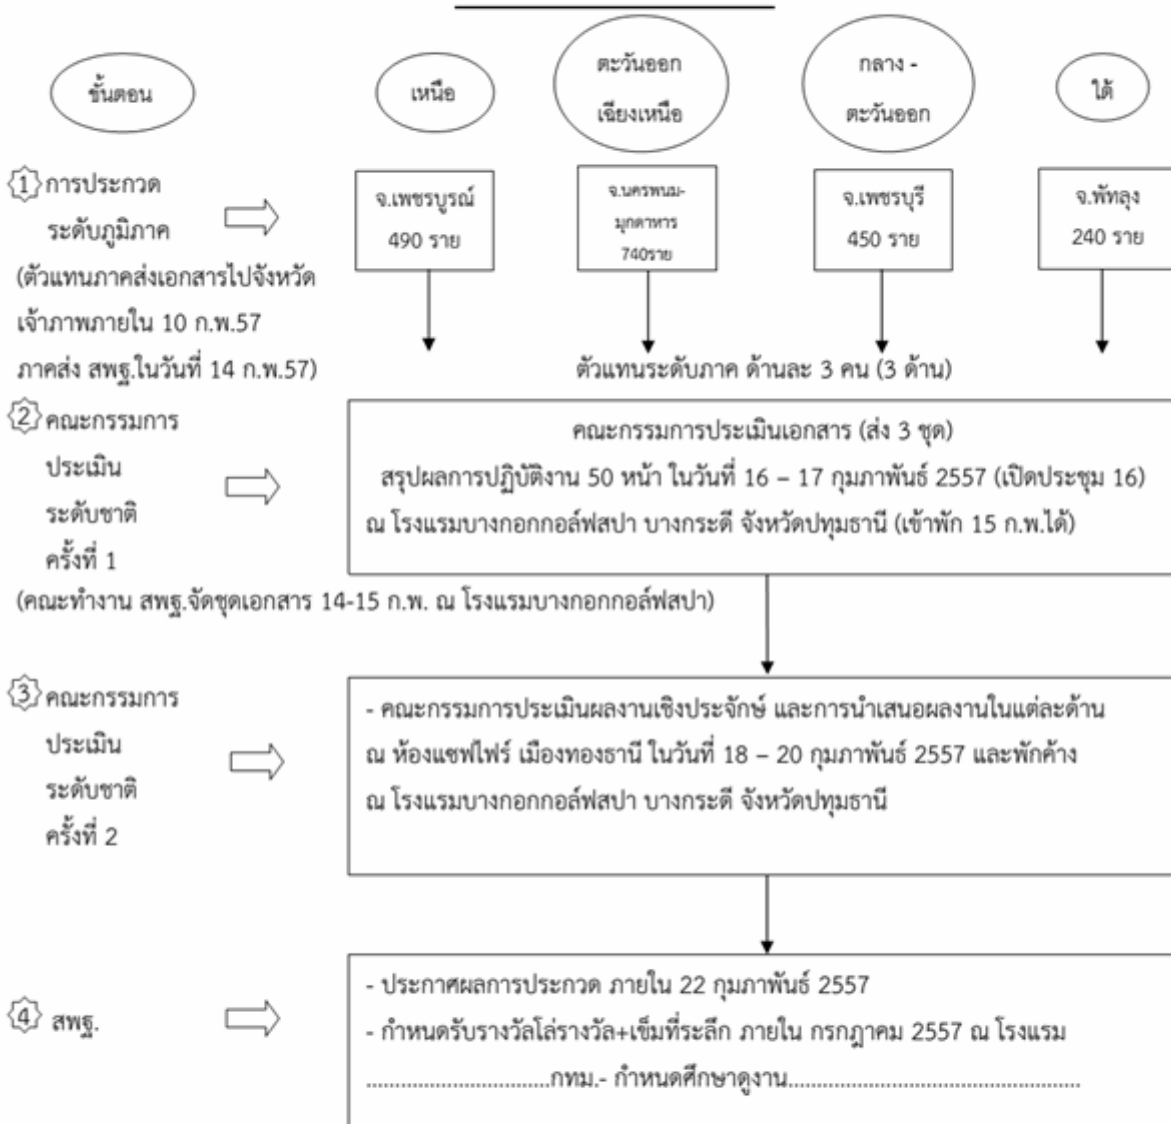 ขั้นตอน
เหนือ
ตะวันออก
เฉียงเหนือ
กลาง -
ตะวันออก
ใต้
1 การประกวด
ระดับภูมิภาค
(ตัวแทนภาคส่งเอกสารไปจังหวัด
เจ้าภาพภายใน 10 ก.พ.57
ภาคส่ง สพฐ.ในวันที่ 14 ก.พ.57)
จ.เพชรบูรณ์
490 ราย
จ.นครพนม-
มุกดาหาร
740ราย
จ.เพชรบุรี
450 ราย
จ.พัทลุง
240 ราย
ตัวแทนระดับภาค ด้านละ 3 คน (3 ด้าน)
2 คณะกรรมการ
ประเมิน
ระดับชาติ
ครั้งที่ 1
คณะกรรมการประเมินเอกสาร (ส่ง 3 ชุด)
สรุปผลการปฏิบัติงาน 50 หน้า ในวันที่ 16 – 17 กุมภาพันธ์ 2557 (เปิดประชุม 16)
ณ โรงแรมบางกอกกอล์ฟสปา บางกระดี จังหวัดปทุมธานี (เข้าพัก 15 ก.พ.ได้)
(คณะทำงาน สพฐ.จัดชุดเอกสาร 14-15 ก.พ. ณ โรงแรมบางกอกกอล์ฟสปา)
3 คณะกรรมการ
ประเมิน
ระดับชาติ
ครั้งที่ 2
- คณะกรรมการประเมินผลงานเชิงประจักษ์ และการนำเสนอผลงานในแต่ละด้าน
ณ ห้องแซฟไฟร์ เมืองทองธานี ในวันที่ 18 – 20 กุมภาพันธ์ 2557 และพักค้าง
ณ โรงแรมบางกอกกอล์ฟสปา บางกระดี จังหวัดปทุมธานี
4 สพฐ.
- ประกาศผลการประกวด ภายใน 22 กุมภาพันธ์ 2557
- กำหนดรับรางวัลโล่รางวัล+เข็มที่ระลึก ภายใน กรกฎาคม 2557 ณ โรงแรม
................................กทม.- กำหนดศึกษาดูงาน..................................................